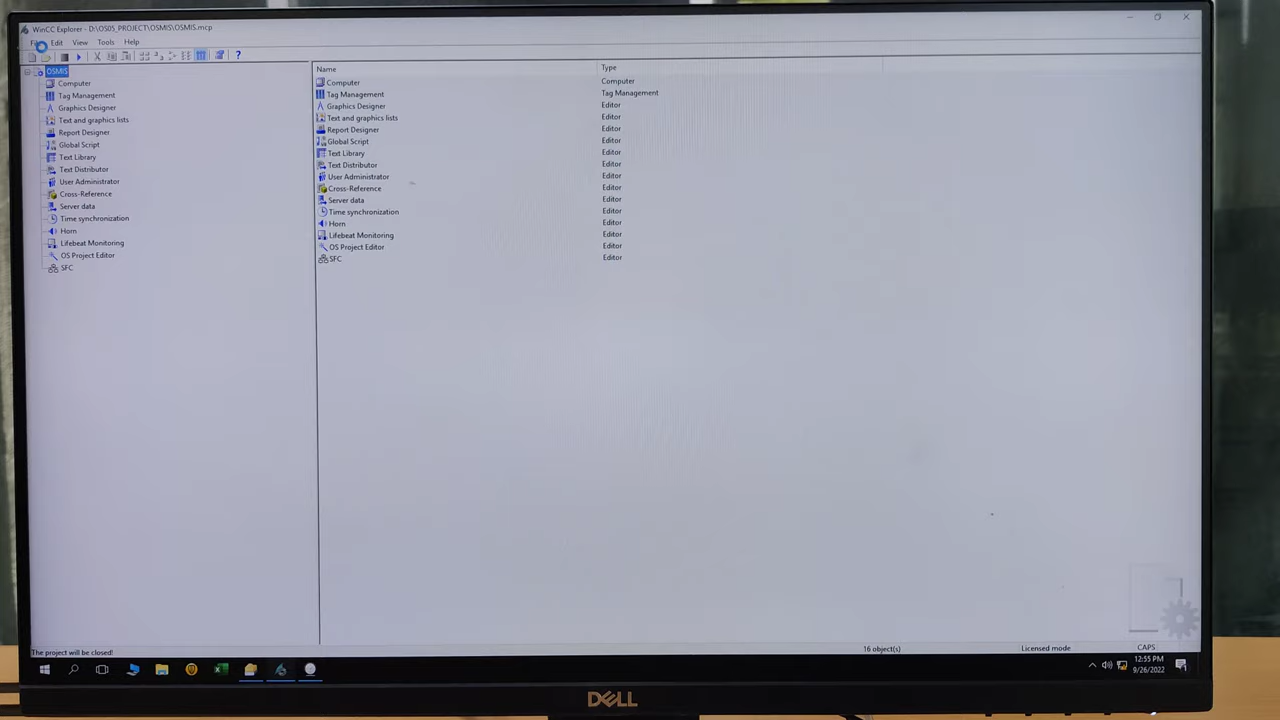 WinCC Explorer - D:\OS05_PROJECT\OSMIS\OSMIS.mcp
Edit View Tools Help
OSMIS
Computer
Tag Management
Graphics Designer
Text and graphics lists
Report Designer
Global Script
Text Library
Text Distributor
User Administrator
Cross-Reference
Server data
Time synchronization
Horn
Lifebeat Monitoring
OS Project Editor
SFC
Name Type
Computer Computer
Tag Management Tag Management
Graphics Designer Editor
Text and graphics lists Editor
Report Designer Editor
Global Script Editor
Text Library Editor
Text Distributor Editor
User Administrator Editor
Cross-Reference Editor
Server data Editor
Time synchronization Editor
Horn Editor
Lifebeat Monitoring Editor
OS Project Editor Editor
SFC Editor
The project will be closed! 16 object(s) Licensed mode CAPS
12:55 PM
9/26/2022
DELL